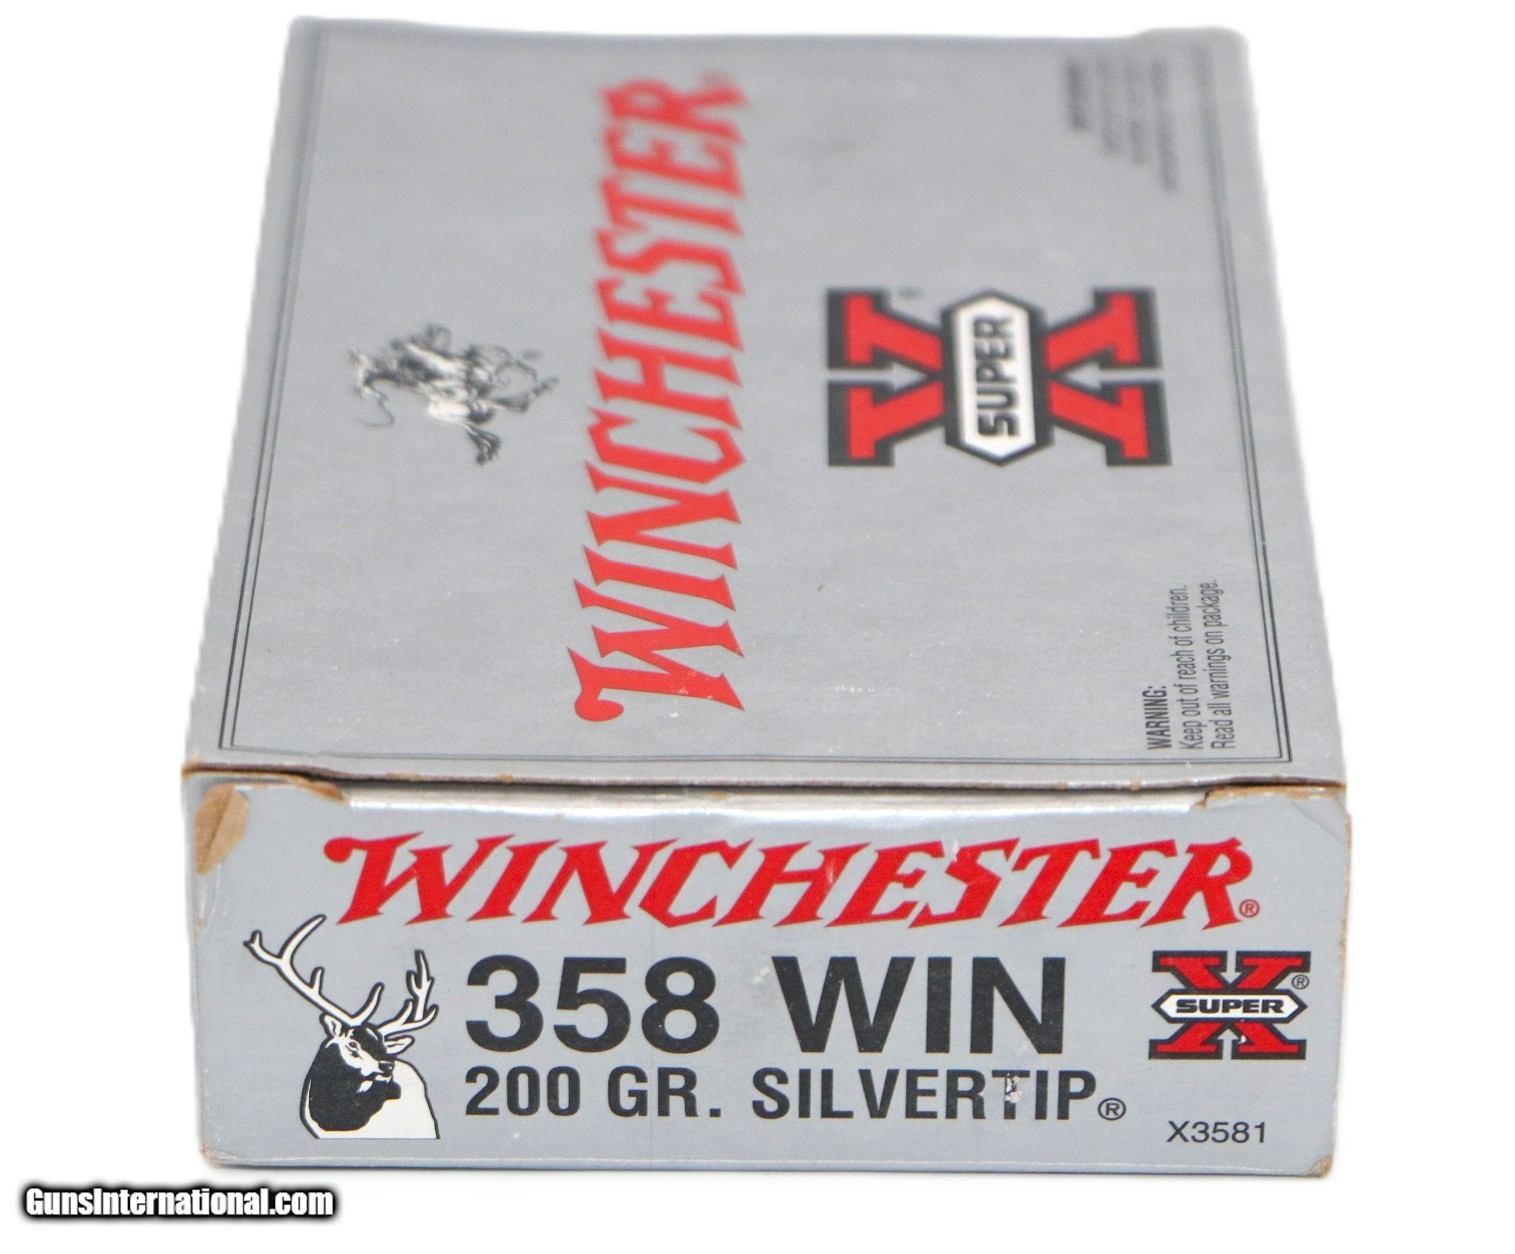 WINCHESTER
SUPER X
®
WARNING:
Keep out of reach of children.
Read all warnings on package.
WINCHESTER®
358 WIN
200 GR. SILVERTIP®
SUPER X®
X3581
GunsInternational.com